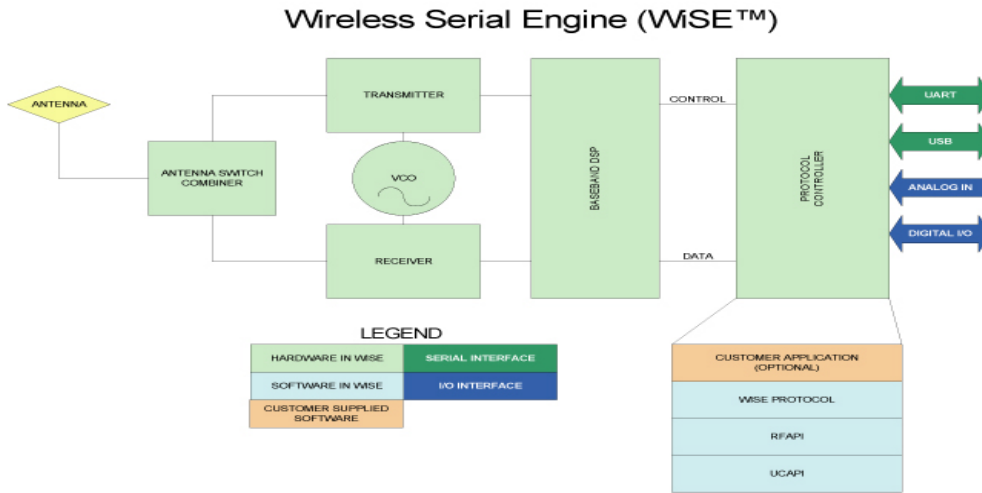 Wireless Serial Engine (WiSE™)
ANTENNA
ANTENNA SWITCH
COMBINER
TRANSMITTER
VCO
RECEIVER
BASEBAND DSP
CONTROL
DATA
PROTOCOL
CONTROLLER
UART
USB
ANALOG IN
DIGITAL I/O
LEGEND
HARDWARE IN WISE
SERIAL INTERFACE
SOFTWARE IN WISE
I/O INTERFACE
CUSTOMER SUPPLIED
SOFTWARE
CUSTOMER APPLICATION
(OPTIONAL)
WISE PROTOCOL
RFAPI
UCAPI